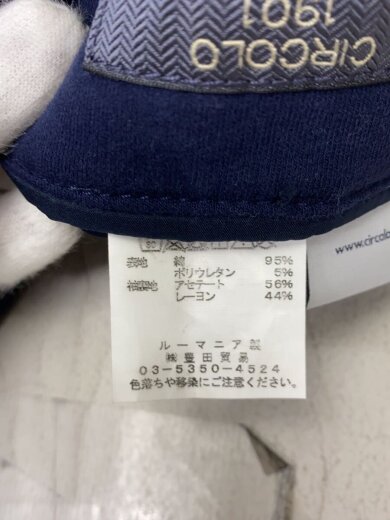 CIRCOLO
1901
www.circolo
表地 綿 95%
ポリウレタン 5%
アセテート 56%
レーヨン 44%
ルーマニア製
㈱豊田貿易
03-5350-4524
色落ちや移染にご注意ください。